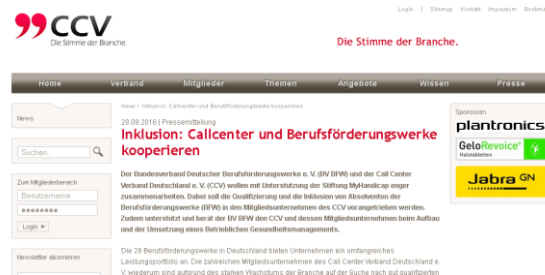 Login | Sitemap Kontakt Impressum Bookma
CCV
Die Stimme der Branche.
Die Stimme der Branche.
Home Verband Mitglieder Themen Angebote Wissen Presse
News
Suchen...
Zum Mitgliederbereich
Benutzername
Login
Newsletter abonnieren
News > Inklusion: Callcenter und Berufsförderungswerke kooperieren
28.09.2016 | Pressemitteilung
Inklusion: Callcenter und Berufsförderungswerke
kooperieren
Der Bundesverband Deutscher Berufsförderungswerke e. V. (BV BFW) und der Call Center
Verband Deutschland e. V. (CCV) wollen mit Unterstützung der Stiftung MyHandicap enger
zusammenarbeiten. Dabei soll die Qualifizierung und die Inklusion von Absolventen der
Berufsförderungswerke (BFW) in den Mitgliedsunternehmen des CCV vorangetrieben werden.
Zudem unterstützt und berät der BV BFW den CCV und dessen Mitgliedsunternehmen beim Aufbau
und der Umsetzung eines Betrieblichen Gesundheitsmanagements.
Die 28 Berufsförderungswerke in Deutschland bieten Unternehmen ein umfangreiches
Leistungsportfolio an. Die zahlreichen Mitgliedsunternehmen des Call Center Verband Deutschland e.
V. wiederum sind aufgrund des starken Wachstums der Branche auf der Suche nach gut qualifizierten
Sponsoren
plantronics
GeloRevoice®
Halstabletten
Jabra GN